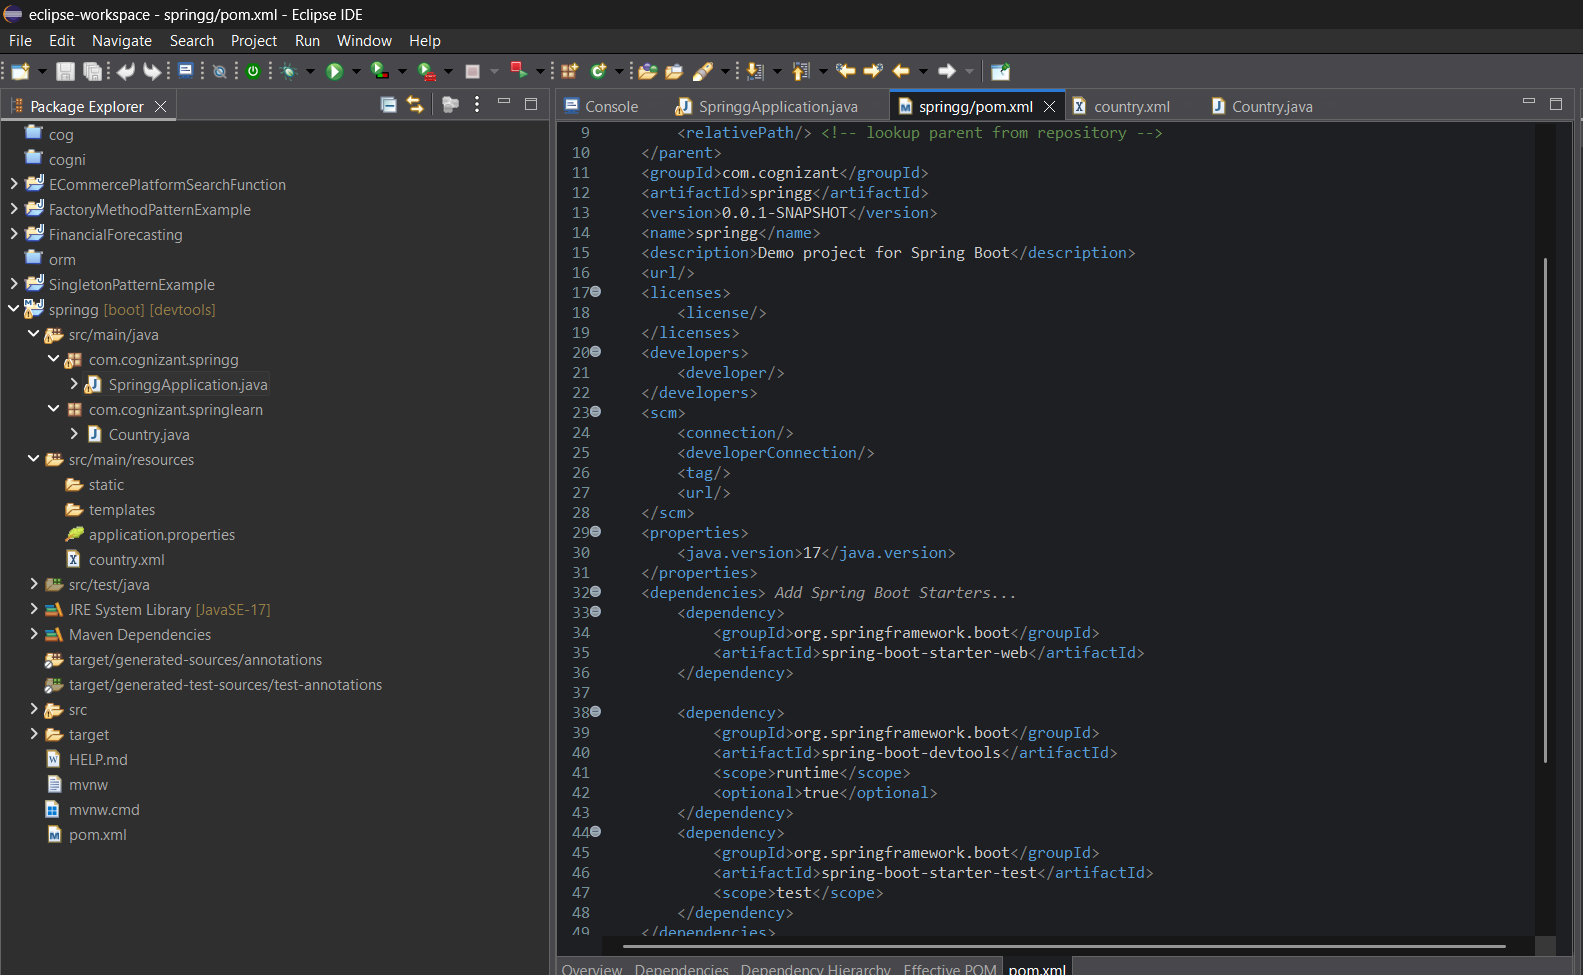 eclipse-workspace - springg/pom.xml - Eclipse IDE
File Edit Navigate Search Project Run Window Help
Package Explorer
cog
cogni
ECommercePlatformSearchFunction
FactoryMethodPatternExample
FinancialForecasting
orm
SingletonPatternExample
springg [boot] [devtools]
src/main/java
com.cognizant.springg
SpringgApplication.java
com.cognizant.springlearn
Country.java
src/main/resources
static
templates
application.properties
country.xml
src/test/java
JRE System Library [JavaSE-17]
Maven Dependencies
target/generated-sources/annotations
target/generated-test-sources/test-annotations
src
target
HELP.md
mvnw
mvnw.cmd
pom.xml
Console SpringgApplication.java springg/pom.xml country.xml Country.java
9 <relativePath/> <!-- lookup parent from repository -->
10 </parent>
11 <groupId>com.cognizant</groupId>
12 <artifactId>springg</artifactId>
13 <version>0.0.1-SNAPSHOT</version>
14 <name>springg</name>
15 <description>Demo project for Spring Boot</description>
16 <url/>
17 <licenses>
18 <license/>
19 </licenses>
20 <developers>
21 <developer/>
22 </developers>
23 <scm>
24 <connection/>
25 <developerConnection/>
26 <tag/>
27 <url/>
28 </scm>
29 <properties>
30 <java.version>17</java.version>
31 </properties>
32 <dependencies> Add Spring Boot Starters...
33 <dependency>
34 <groupId>org.springframework.boot</groupId>
35 <artifactId>spring-boot-starter-web</artifactId>
36 </dependency>
37
38 <dependency>
39 <groupId>org.springframework.boot</groupId>
40 <artifactId>spring-boot-devtools</artifactId>
41 <scope>runtime</scope>
42 <optional>true</optional>
43 </dependency>
44 <dependency>
45 <groupId>org.springframework.boot</groupId>
46 <artifactId>spring-boot-starter-test</artifactId>
47 <scope>test</scope>
48 </dependency>
49 </dependencies>
Overview Dependencies Dependency Hierarchy Effective POM pom.xml